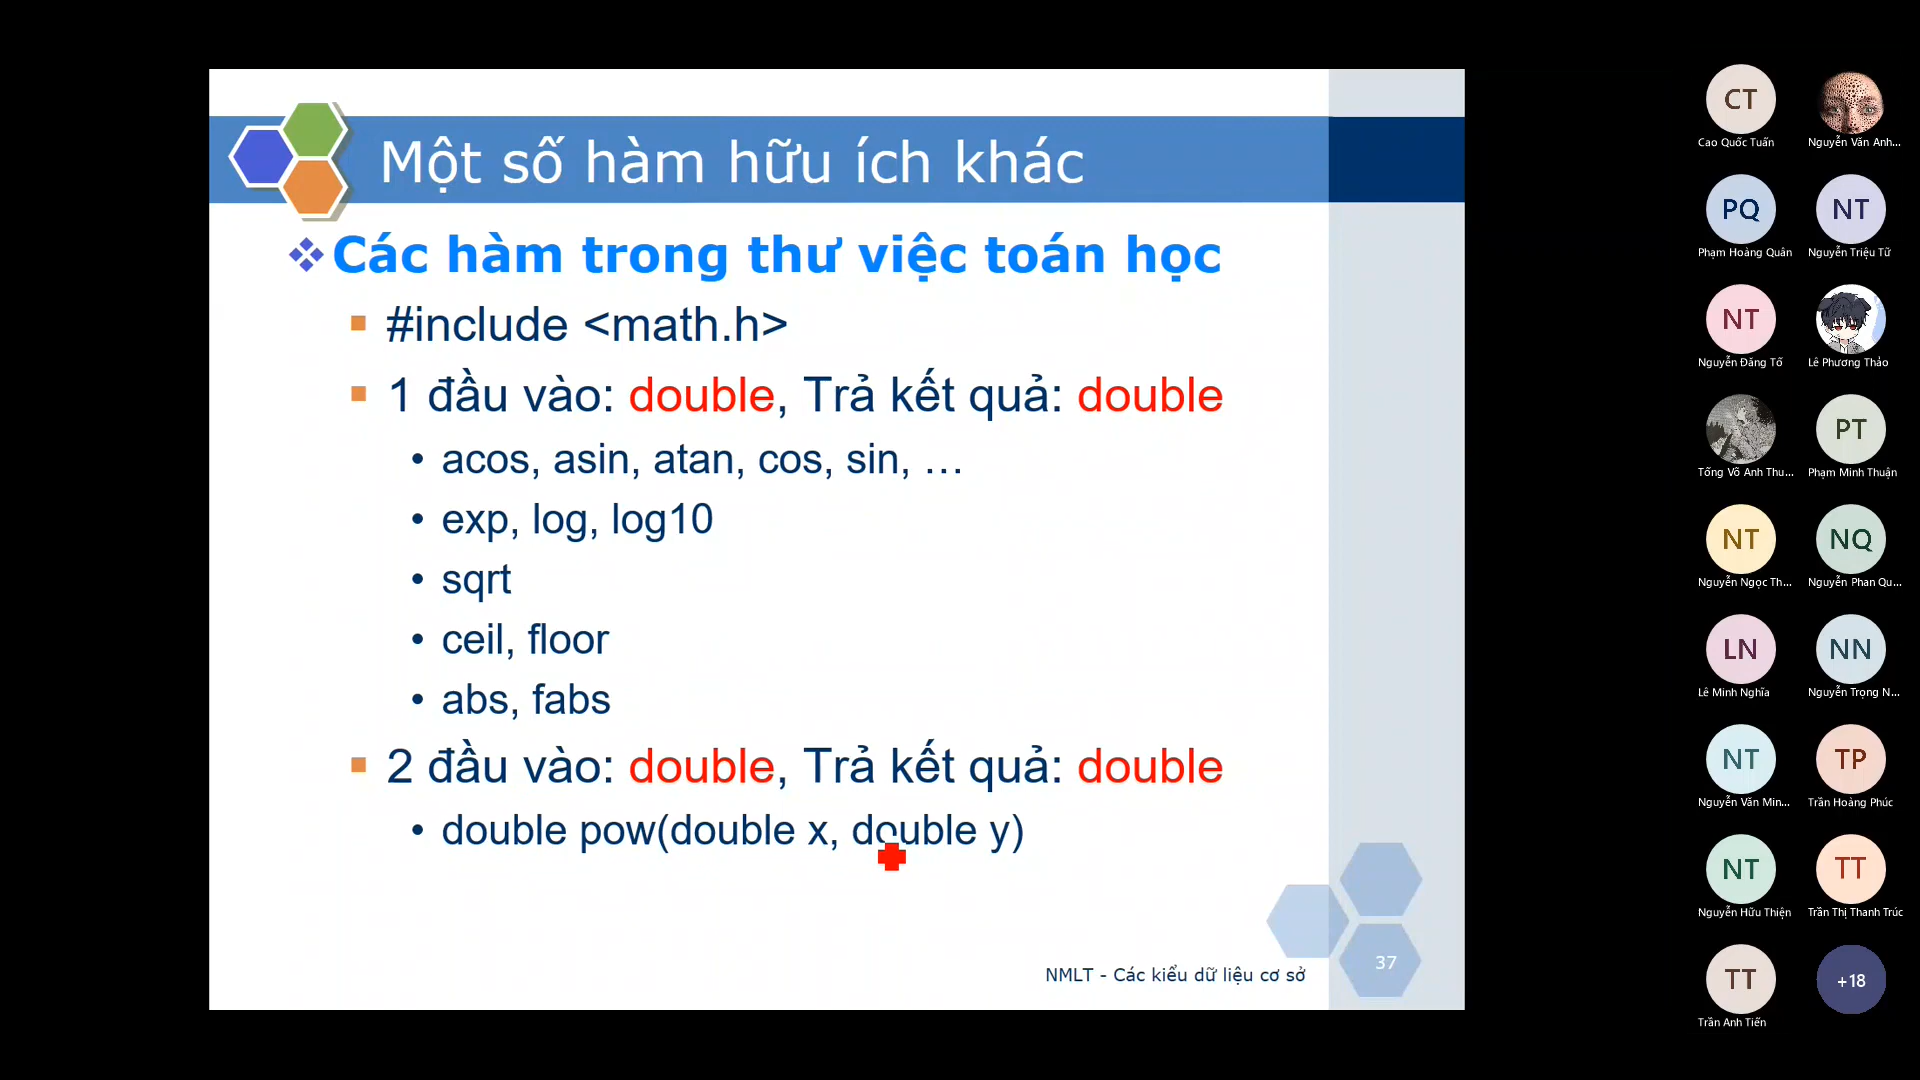 Một số hàm hữu ích khác
Các hàm trong thư việc toán học
#include <math.h>
1 đầu vào: double, Trả kết quả: double
• acos, asin, atan, cos, sin, …
• exp, log, log10
• sqrt
• ceil, floor
• abs, fabs
2 đầu vào: double, Trả kết quả: double
• double pow(double x, double y)
NMLT - Các kiểu dữ liệu cơ sở
37
CT
Cao Quốc Tuấn
Nguyễn Văn Anh...
PQ
Phạm Hoàng Quân
NT
Nguyễn Triệu Tữ
NT
Nguyễn Đăng Tố
Lê Phương Thảo
Tống Võ Anh Thu...
PT
Phạm Minh Thuận
NT
Nguyễn Ngọc Th...
NQ
Nguyễn Phan Qu...
LN
Lê Minh Nghĩa
NN
Nguyễn Trọng N...
NT
Nguyễn Văn Min...
TP
Trần Hoàng Phúc
NT
Nguyễn Hữu Thiện
TT
Trần Thị Thanh Trúc
TT
Trần Anh Tiến
+18